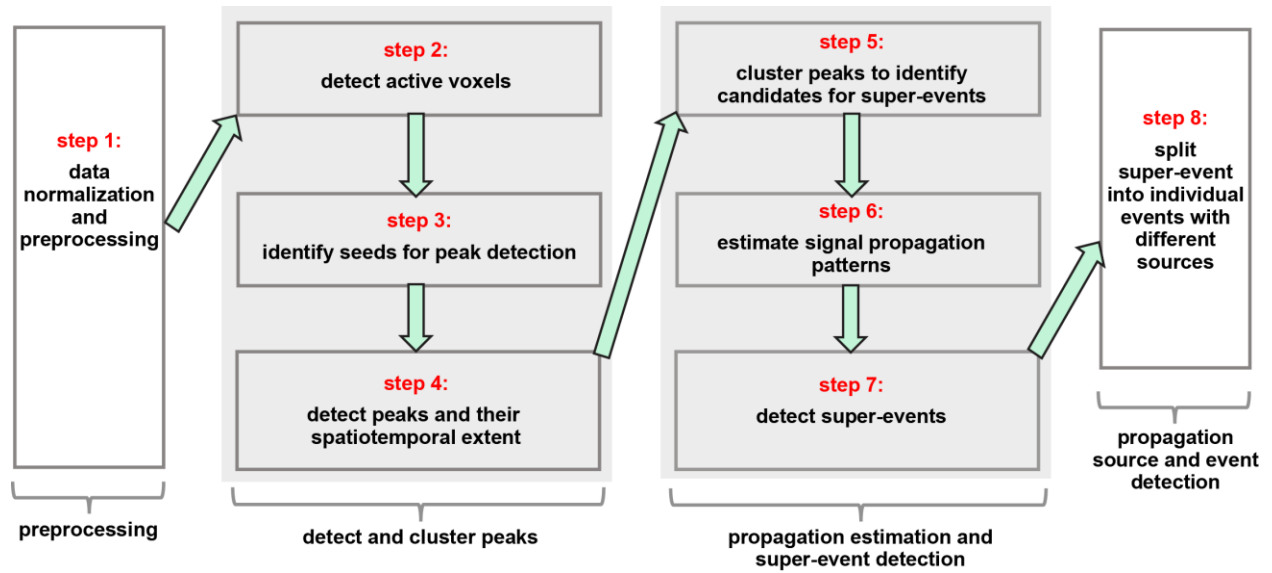 step 1:
data
normalization
and
preprocessing
preprocessing
step 2:
detect active voxels
step 3:
identify seeds for peak detection
step 4:
detect peaks and their
spatiotemporal extent
detect and cluster peaks
step 5:
cluster peaks to identify
candidates for super-events
step 6:
estimate signal propagation
patterns
step 7:
detect super-events
propagation estimation and
super-event detection
step 8:
split
super-event
into individual
events with
different
sources
propagation
source and event
detection